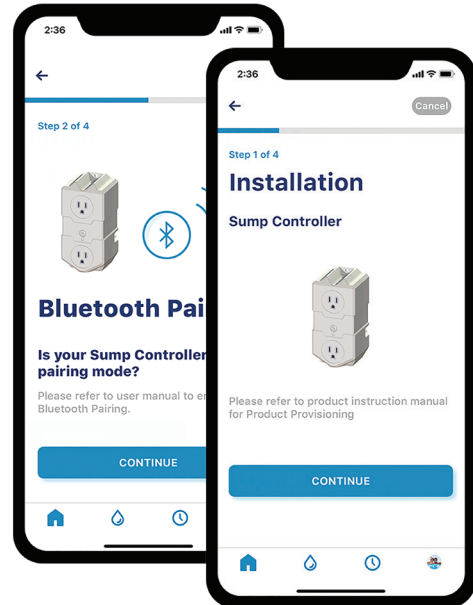 2:36
Step 2 of 4
Bluetooth Pai
Is your Sump Controller
pairing mode?
Please refer to user manual to en
Bluetooth Pairing.
CONTINUE
2:36
Cancel
Step 1 of 4
Installation
Sump Controller
Please refer to product instruction manual
for Product Provisioning
CONTINUE